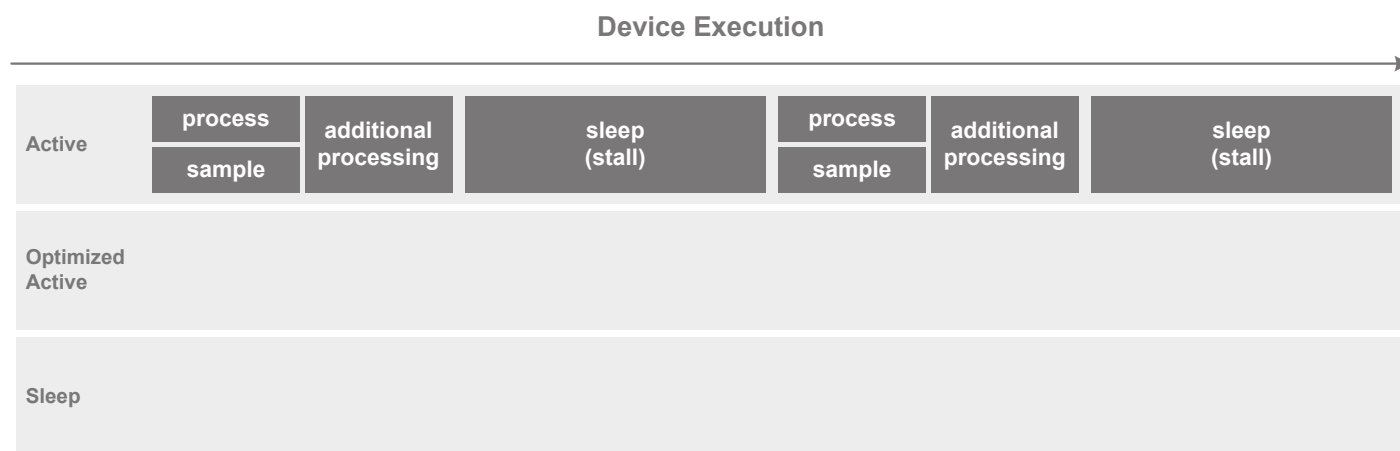 Device Execution
Active
process
sample
additional
processing
sleep
(stall)
process
sample
additional
processing
sleep
(stall)
Optimized
Active
Sleep